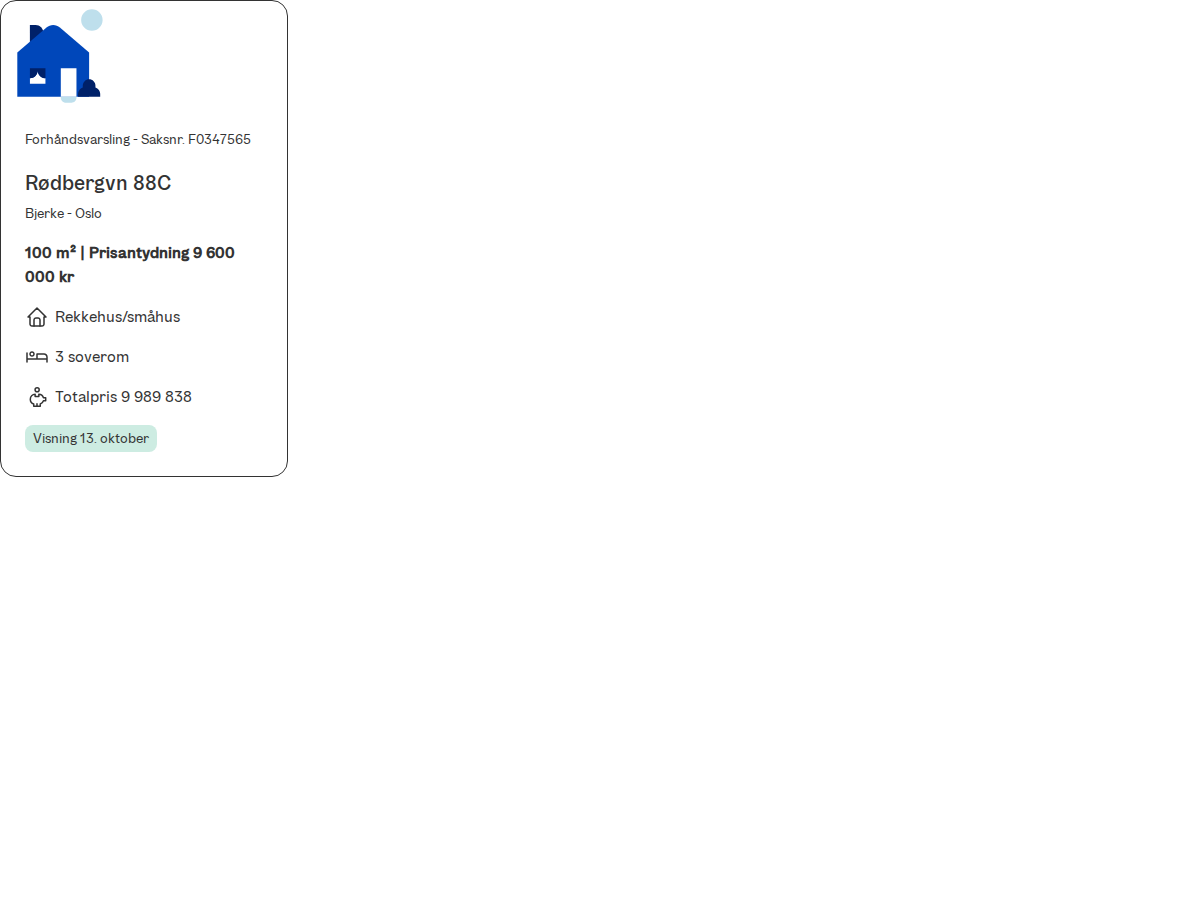 Forhåndsvarsling - Saksnr. F0347565
Rødbergvn 88C
Bjerke - Oslo
100 m² | Prisantydning 9 600
000 kr
Rekkehus/småhus
3 soverom
Totalpris 9 989 838
Visning 13. oktober